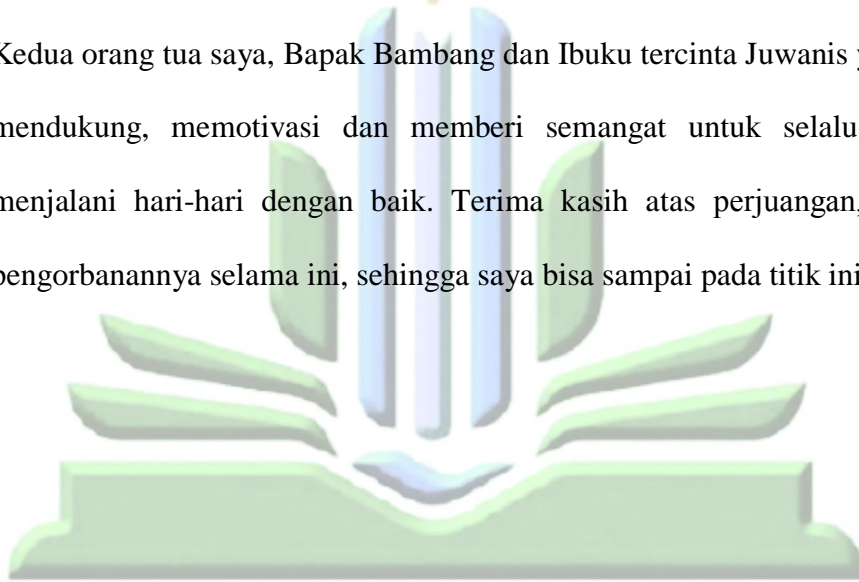 Kedua orang tua saya, Bapak Bambang dan Ibuku tercinta Juwanis
mendukung, memotivasi dan memberi semangat untuk selalu
menjalani hari-hari dengan baik. Terima kasih atas perjuangan,
pengorbanannya selama ini, sehingga saya bisa sampai pada titik ini